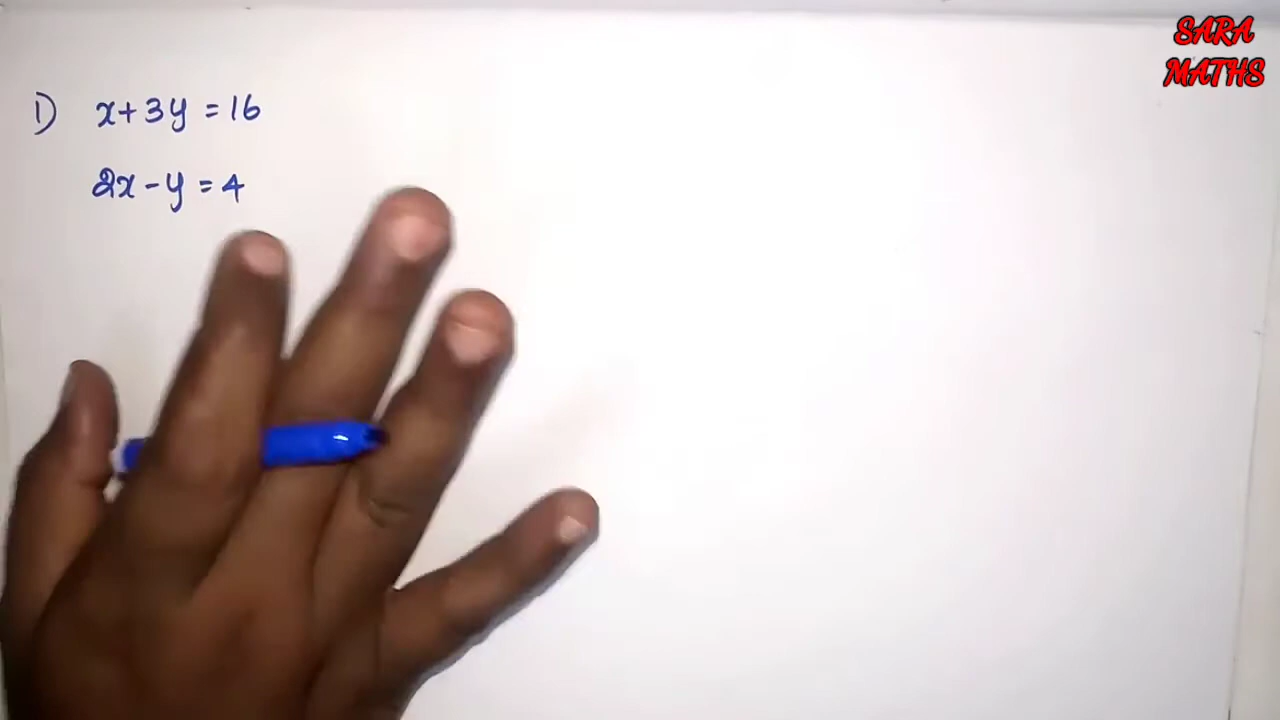 1) x+3y = 16
2x-y = 4
SARA
MATHS